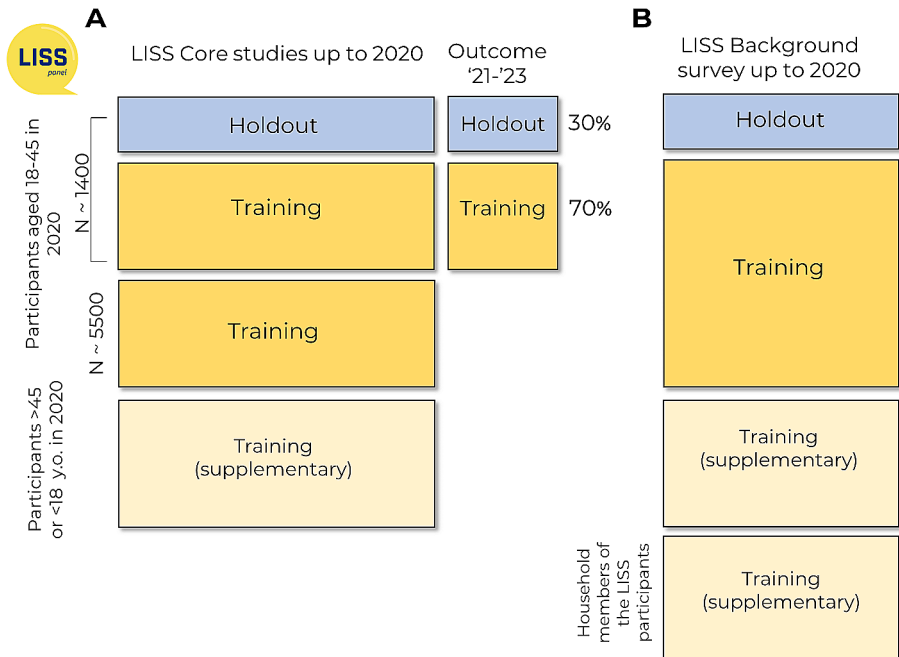 A
B
LISS
panel
LISS Core studies up to 2020
Outcome
‘21-’23
LISS Background
survey up to 2020
Participants aged 18-45 in
2020
N ~ 1400
N ~ 5500
Holdout
Holdout
30%
Holdout
Training
Training
70%
Training
Training
Participants >45
or <18 y.o. in 2020
Training
(supplementary)
Training
(supplementary)
Household
members of
the LISS
participants
Training
(supplementary)